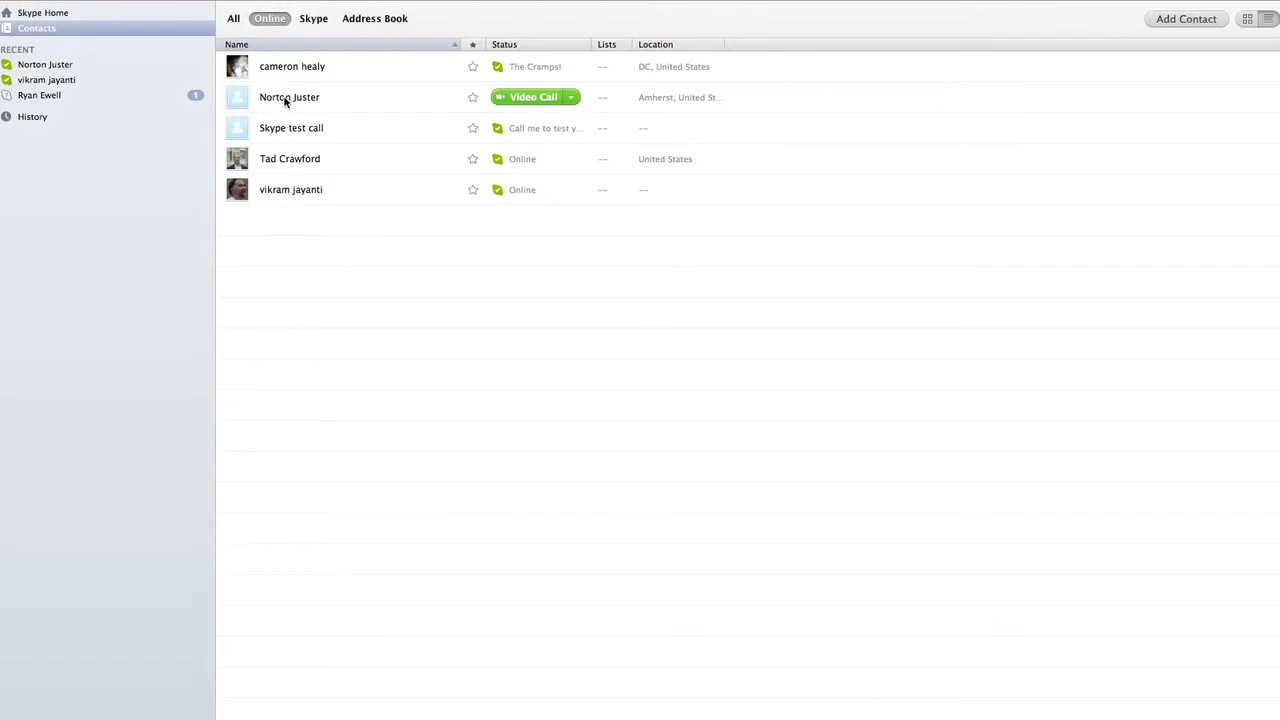 Skype Home
Contacts
RECENT
Norton Juster
vikram jayanti
Ryan Ewell 1
History
All Online Skype Address Book Add Contact
Name ★ Status Lists Location
cameron healy The Cramps! -- DC, United States
Norton Juster Video Call -- Amherst, United St...
Skype test call Call me to test y... -- --
Tad Crawford Online -- United States
vikram jayanti Online -- --